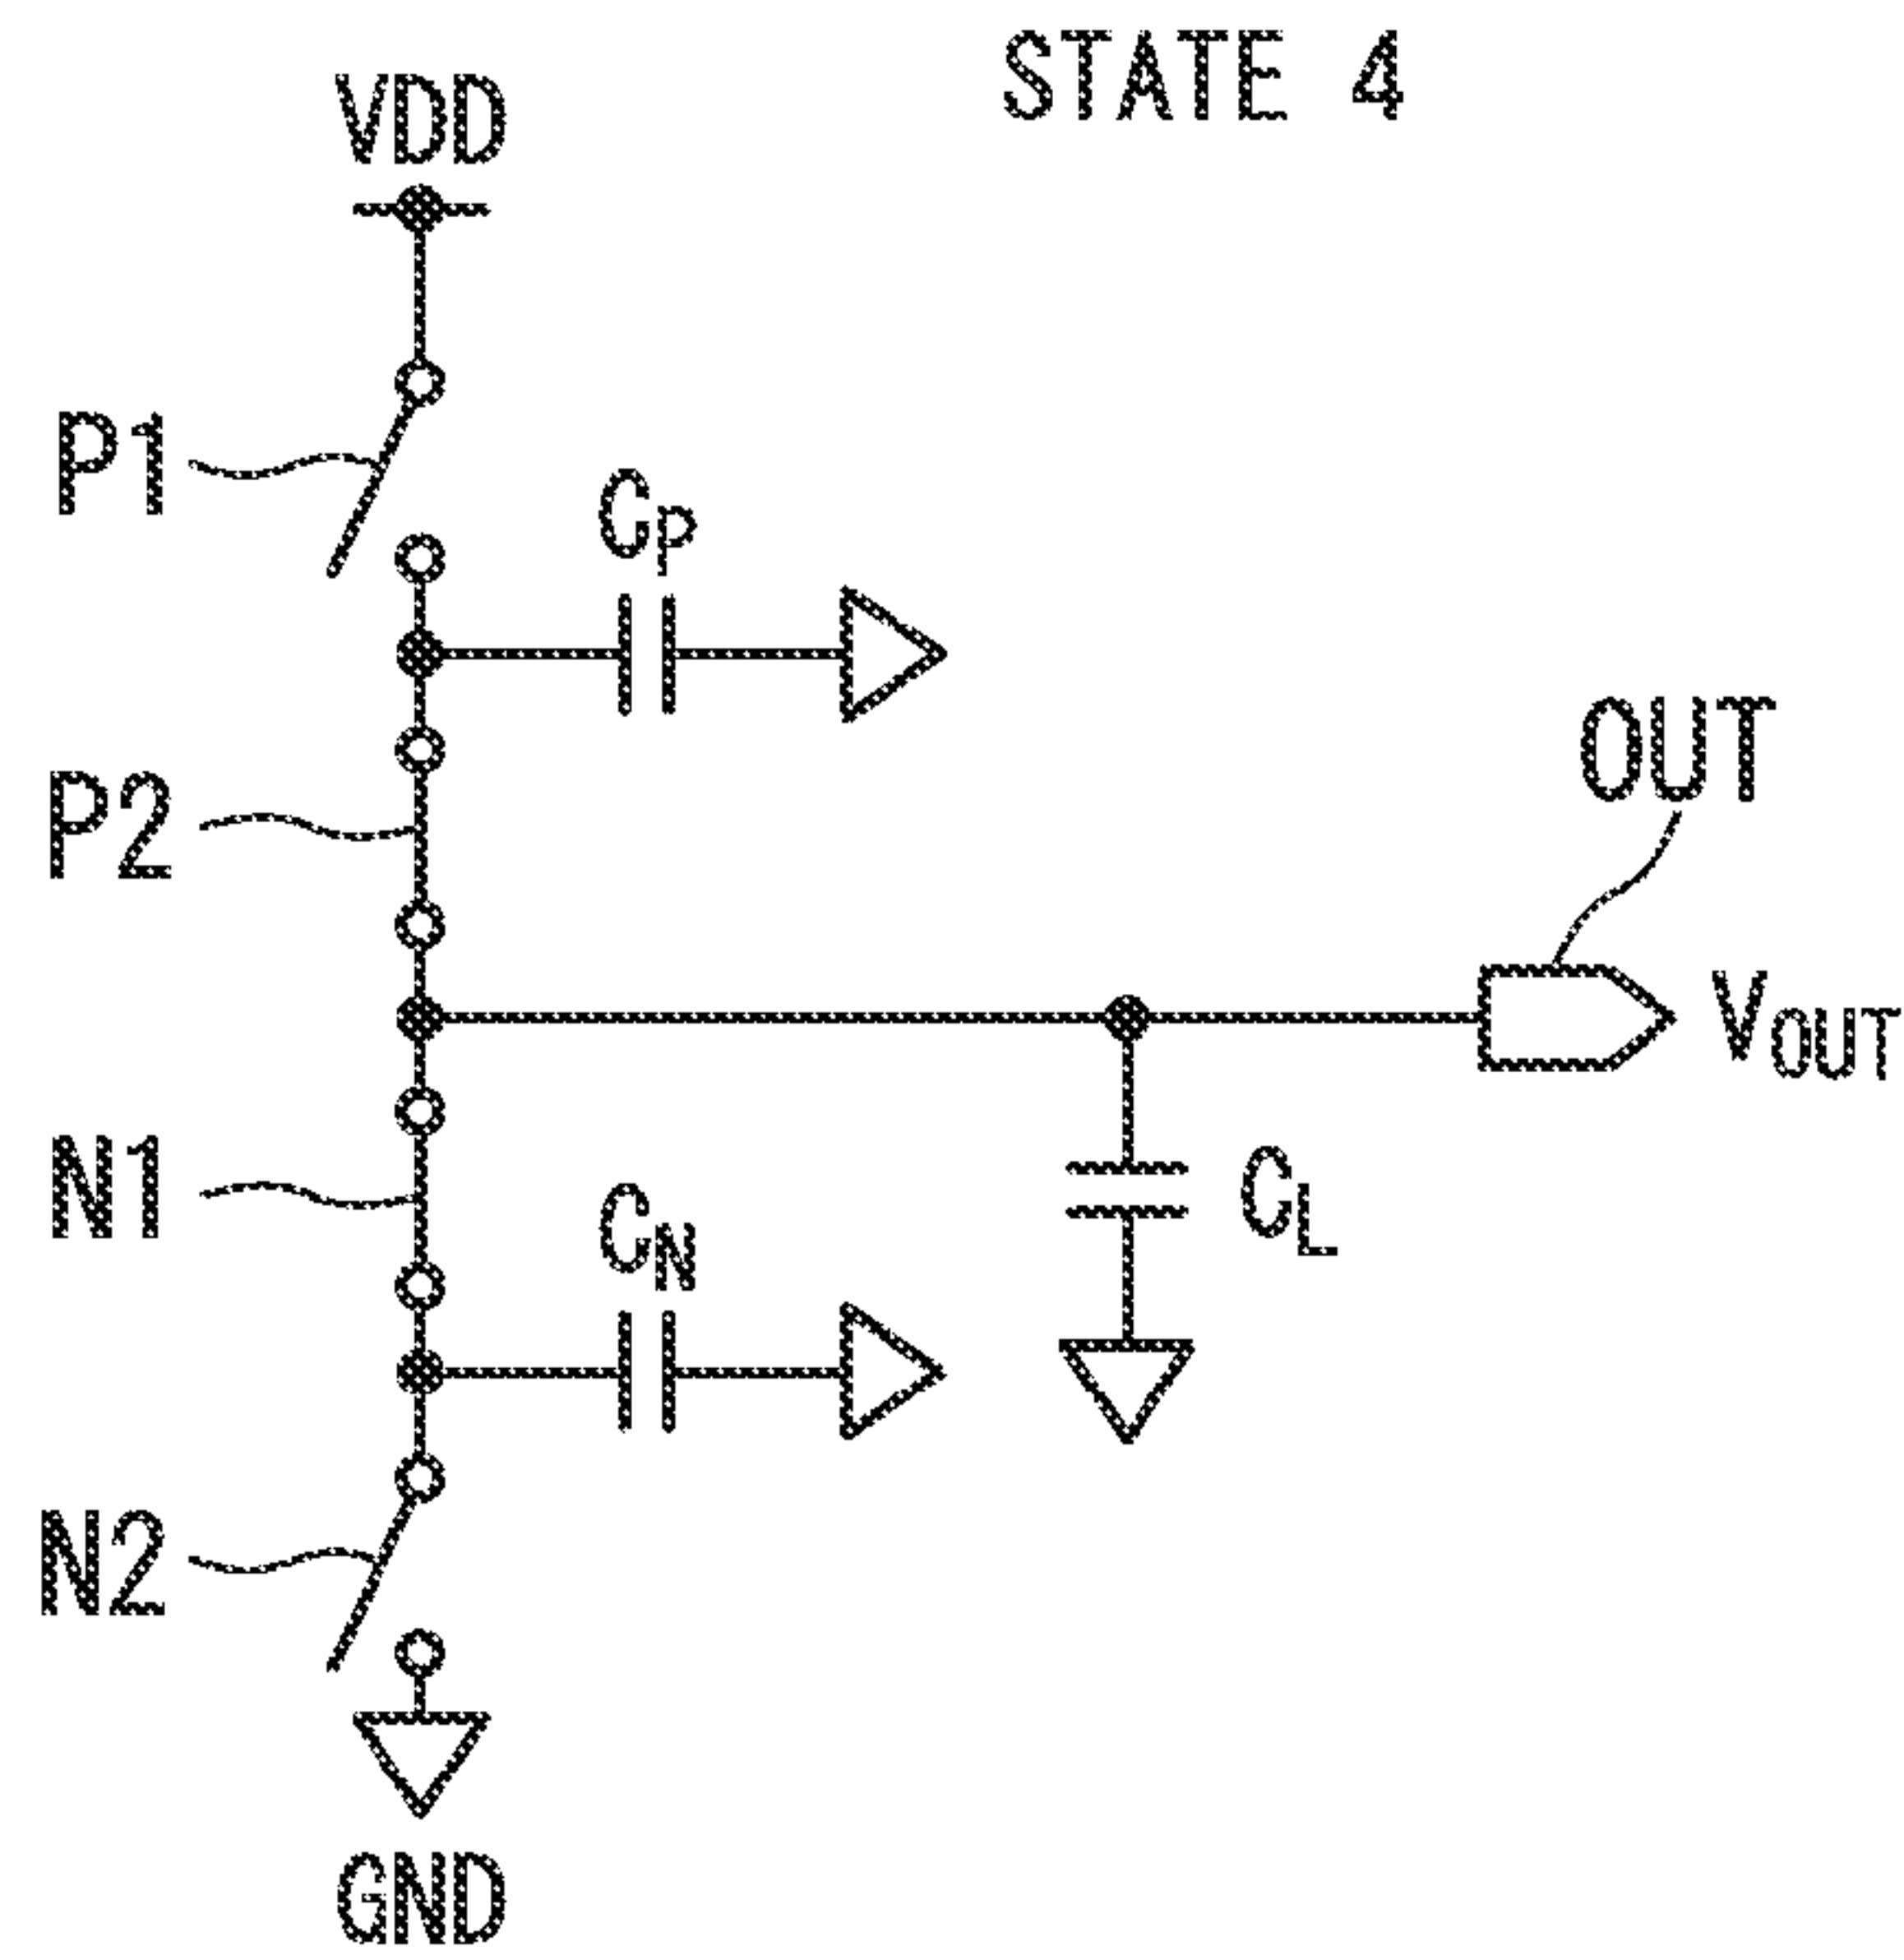 STATE 4
VDD
P1
CP
P2
OUT
VOUT
N1
CN
CL
N2
GND